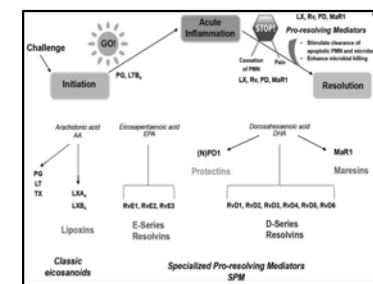 LX, Rv, PD, MaR1
Pro-resolving Mediators
• Stimulate clearance of
apoptic PMN and microbe
• Enhance microbial killing
GO!
STOP!
Acute
Inflammation
Challenge
Initiation
PG, LTB4
Cessation
of PMN
Pain
LX, Rv, PD, MaR1
Resolution
Arachidonic acid
AA
Eicosapentaenoic acid
EPA
Docosahexaenoic acid
DHA
PG
LT
TX
LXA4
LXB4
Lipoxins
RvE1, RvE2, RvE3
E-Series
Resolvins
(N)PD1
Protectins
MaR1
Maresins
RvD1, RvD2, RvD3, RvD4, RvD5, RvD6
D-Series
Resolvins
Classic
eicosanoids
Specialized Pro-resolving Mediators
SPM